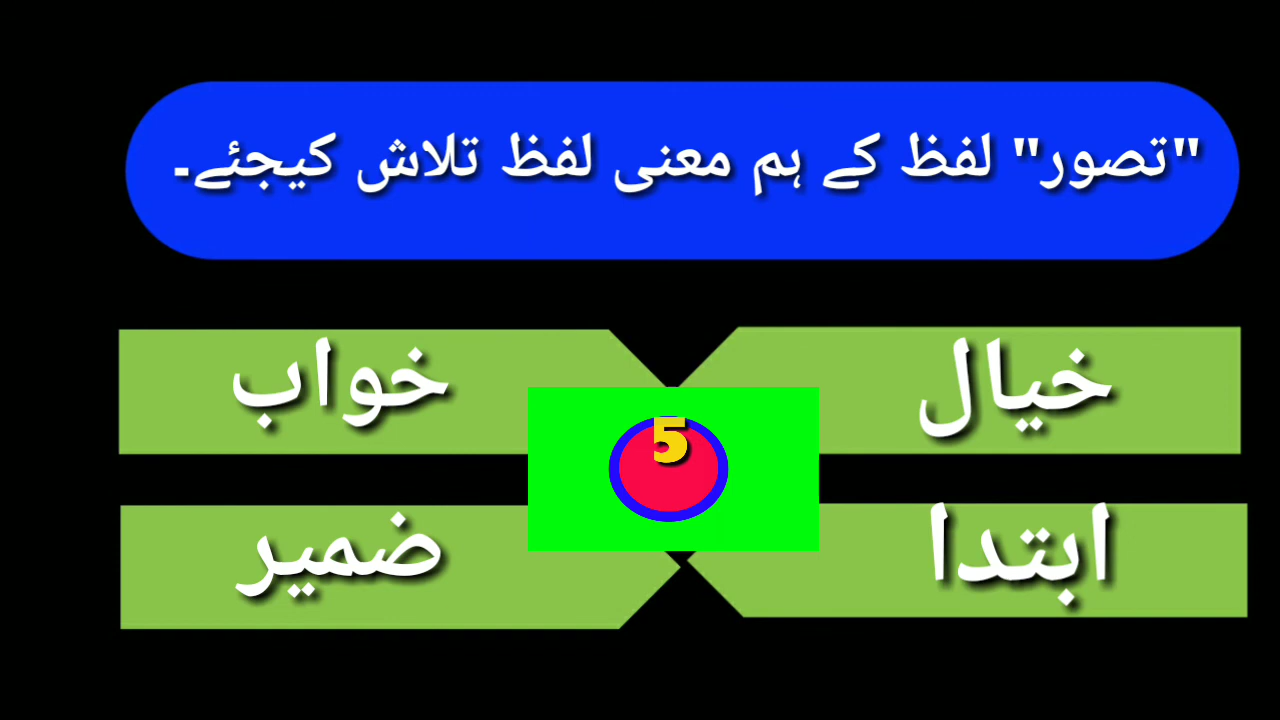 "تصور" لفظ کے ہم معنی لفظ تلاش کیجئے۔
خیال
خواب
5
ابتدا
ضمیر